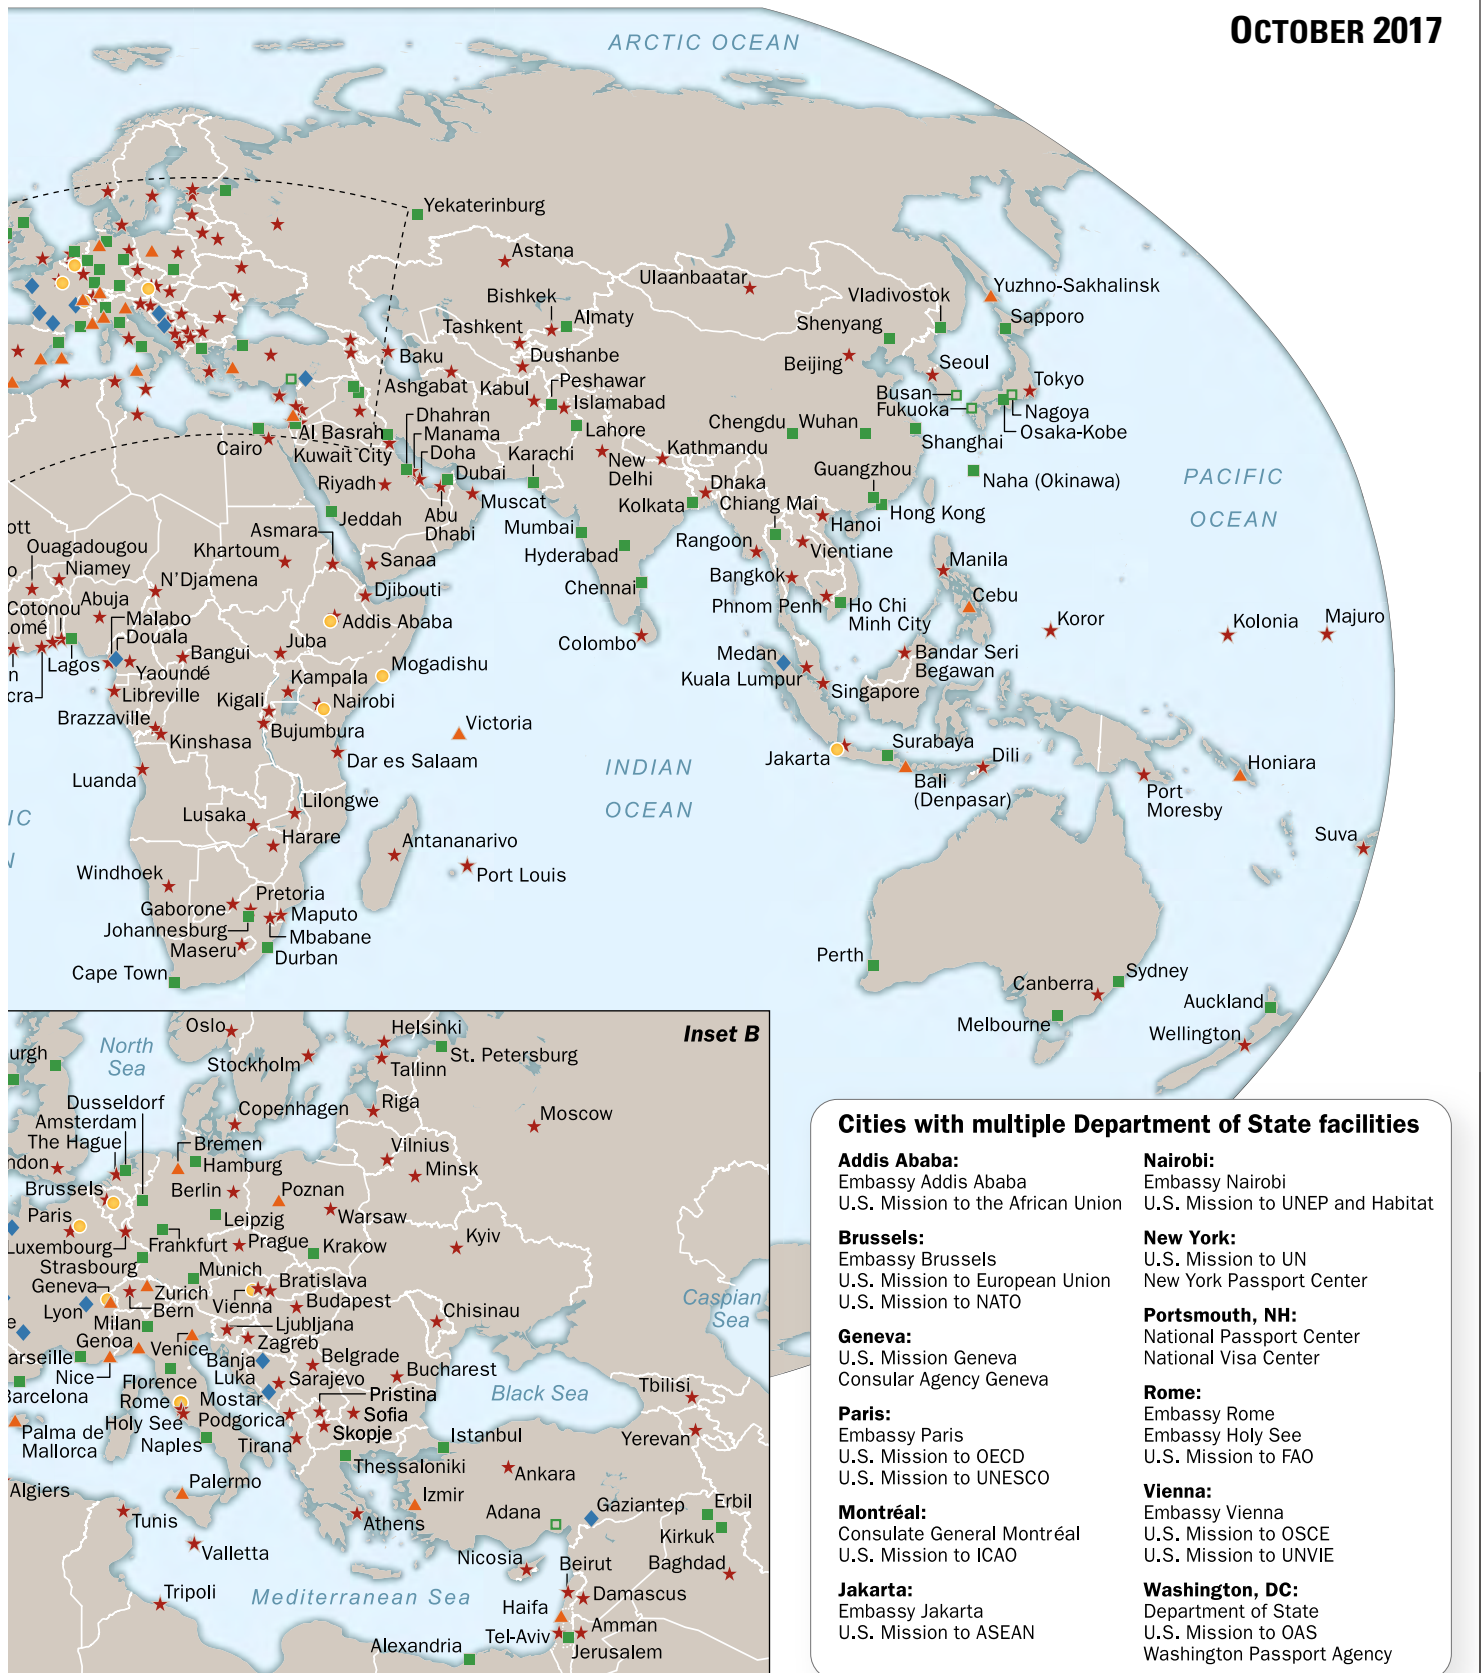 OCTOBER 2017
ARCTIC OCEAN
Yekaterinburg
Astana
Ulaanbaatar
Yuzhno-Sakhalinsk
Bishkek
Vladivostok
Almaty
Sapporo
Tashkent
Shenyang
Baku
Dushanbe
Beijing
Seoul
Ashgabat
Kabul
Peshawar
Tokyo
Islamabad
Busan
Fukuoka
Nagoya
Dhahran
Chengdu
Wuhan
Al Basrah
Manama
Lahore
Osaka-Kobe
Shanghai
Cairo
Kuwait City
Doha
Karachi
Kathmandu
New
Delhi
Dubai
Guangzhou
Naha (Okinawa)
PACIFIC
OCEAN
Riyadh
Dhaka
Muscat
Kolkata
Chiang Mai
Hong Kong
Jeddah
Abu
Dhabi
Mumbai
Hanoi
Asmara
ott
Ouagadougou
Khartoum
Rangoon
Vientiane
Hyderabad
Manila
o
Niamey
N'Djamena
Sanaa
Bangkok
Djibouti
Chennai
Cebu
Cotonou
Abuja
Phnom Penh
Ho Chi
Minh City
omé
Malabo
Addis Ababa
Koror
Kolonia
Majuro
Douala
Juba
Colombo
Lagos
Bangui
Mogadishu
Medan
Bandar Seri
Begawan
n
Yaoundé
Kampala
Kuala Lumpur
cra
Libreville
Kigali
Nairobi
Singapore
Brazzaville
Bujumbura
Victoria
Kinshasa
Surabaya
Dar es Salaam
INDIAN
OCEAN
Jakarta
Dili
Honiara
Luanda
Bali
(Denpasar)
Port
Moresby
Lilongwe
IC
Lusaka
Harare
Antananarivo
Suva
N
Windhoek
Port Louis
Pretoria
Gaborone
Maputo
Johannesburg
Mbabane
Maseru
Durban
Perth
Cape Town
Sydney
Canberra
Auckland
Melbourne
Wellington
Inset B
Oslo
Helsinki
North
Sea
urgh
St. Petersburg
Stockholm
Tallinn
Dusseldorf
Riga
Copenhagen
Moscow
Amsterdam
The Hague
Bremen
Vilnius
ndon
Hamburg
Minsk
Brussels
Berlin
Poznan
Paris
Leipzig
Warsaw
Kyiv
Luxembourg
Frankfurt
Prague
Krakow
Strasbourg
Munich
Geneva
Zurich
Bratislava
Lyon
Bern
Vienna
Budapest
Chisinau
Caspian
Sea
e
Milan
Ljubljana
Genoa
Venice
Zagreb
arseille
Banja
Luka
Belgrade
Nice
Florence
Sarajevo
Bucharest
Barcelona
Rome
Mostar
Pristina
Black Sea
Tbilisi
Holy See
Podgorica
Sofia
Palma de
Mallorca
Naples
Tirana
Skopje
Yerevan
Istanbul
Thessaloniki
Ankara
Palermo
Algiers
Izmir
Gaziantep
Erbil
Adana
Tunis
Athens
Kirkuk
Valletta
Nicosia
Beirut
Baghdad
Tripoli
Mediterranean Sea
Damascus
Haifa
Tel-Aviv
Amman
Alexandria
Jerusalem
Cities with multiple Department of State facilities
Addis Ababa:
Embassy Addis Ababa
U.S. Mission to the African Union
Brussels:
Embassy Brussels
U.S. Mission to European Union
U.S. Mission to NATO
Geneva:
U.S. Mission Geneva
Consular Agency Geneva
Paris:
Embassy Paris
U.S. Mission to OECD
U.S. Mission to UNESCO
Montréal:
Consulate General Montréal
U.S. Mission to ICAO
Jakarta:
Embassy Jakarta
U.S. Mission to ASEAN
Nairobi:
Embassy Nairobi
U.S. Mission to UNEP and Habitat
New York:
U.S. Mission to UN
New York Passport Center
Portsmouth, NH:
National Passport Center
National Visa Center
Rome:
Embassy Rome
Embassy Holy See
U.S. Mission to FAO
Vienna:
Embassy Vienna
U.S. Mission to OSCE
U.S. Mission to UNVIE
Washington, DC:
Department of State
U.S. Mission to OAS
Washington Passport Agency